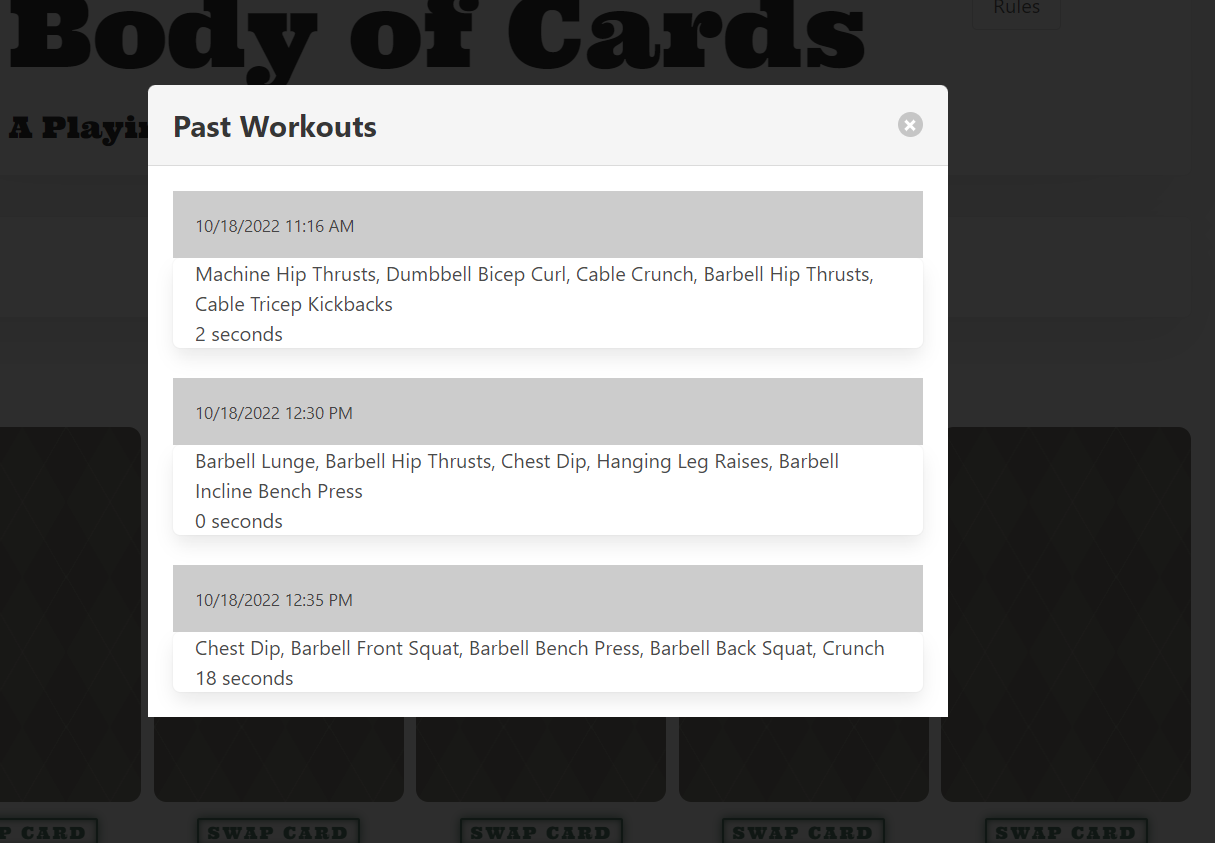 Body of Cards
Rules
A Playin
Past Workouts
10/18/2022 11:16 AM
Machine Hip Thrusts, Dumbbell Bicep Curl, Cable Crunch, Barbell Hip Thrusts,
Cable Tricep Kickbacks
2 seconds
10/18/2022 12:30 PM
Barbell Lunge, Barbell Hip Thrusts, Chest Dip, Hanging Leg Raises, Barbell
Incline Bench Press
0 seconds
10/18/2022 12:35 PM
Chest Dip, Barbell Front Squat, Barbell Bench Press, Barbell Back Squat, Crunch
18 seconds
P CARD SWAP CARD SWAP CARD SWAP CARD SWAP CARD